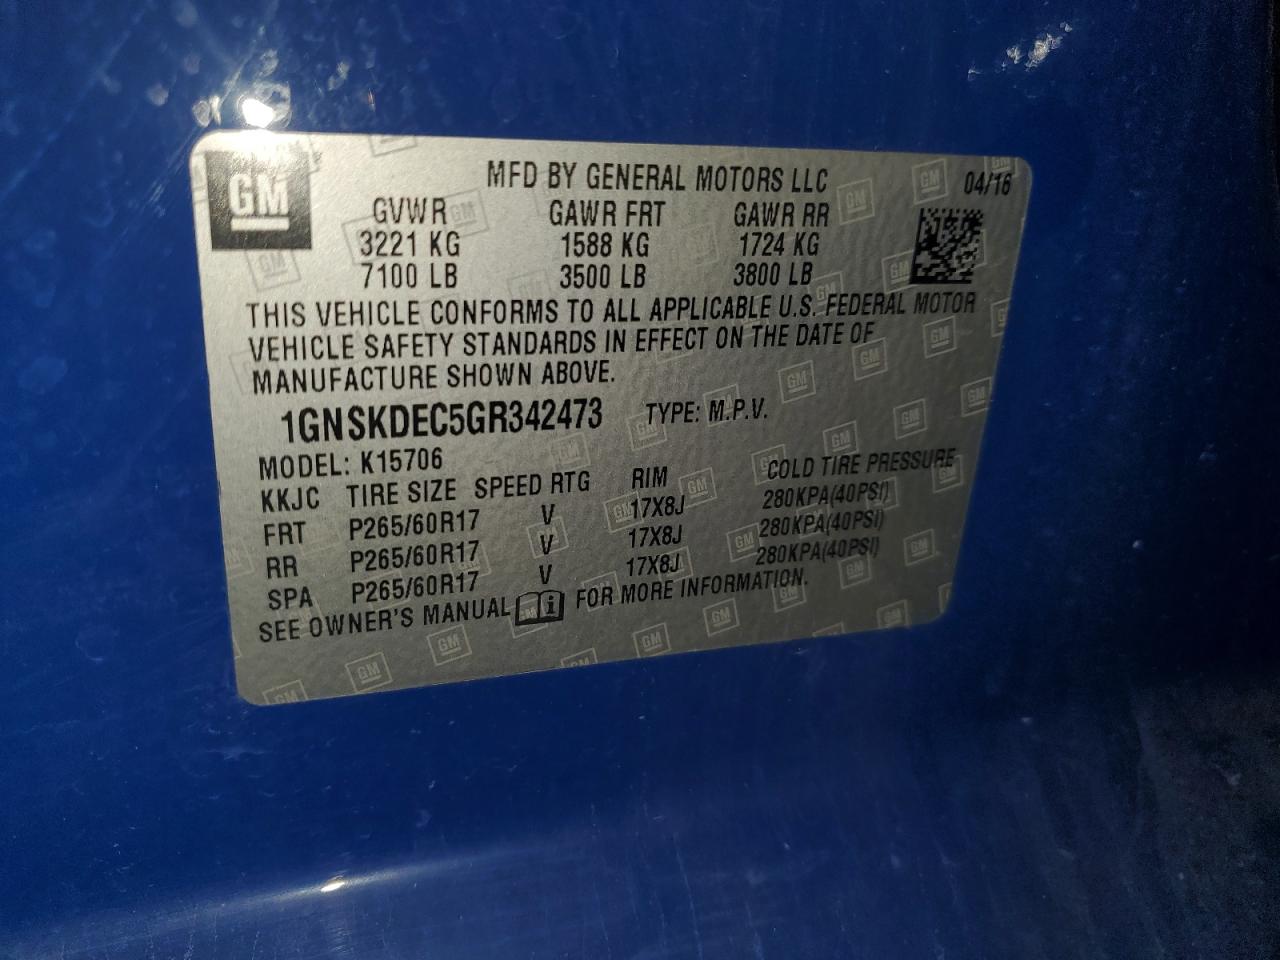 GM
MFD BY GENERAL MOTORS LLC
04/16
GVWR GAWR FRT GAWR RR
3221 KG 1588 KG 1724 KG
7100 LB 3500 LB 3800 LB
THIS VEHICLE CONFORMS TO ALL APPLICABLE U.S. FEDERAL MOTOR
VEHICLE SAFETY STANDARDS IN EFFECT ON THE DATE OF
MANUFACTURE SHOWN ABOVE.
1GNSKDEC5GR342473 TYPE: M.P.V.
MODEL: K15706
KKJC TIRE SIZE SPEED RTG RIM COLD TIRE PRESSURE
FRT P265/60R17 V 17X8J 280KPA(40PSI)
RR P265/60R17 V 17X8J 280KPA(40PSI)
SPA P265/60R17 V 17X8J 280KPA(40PSI)
SEE OWNER'S MANUAL i FOR MORE INFORMATION.